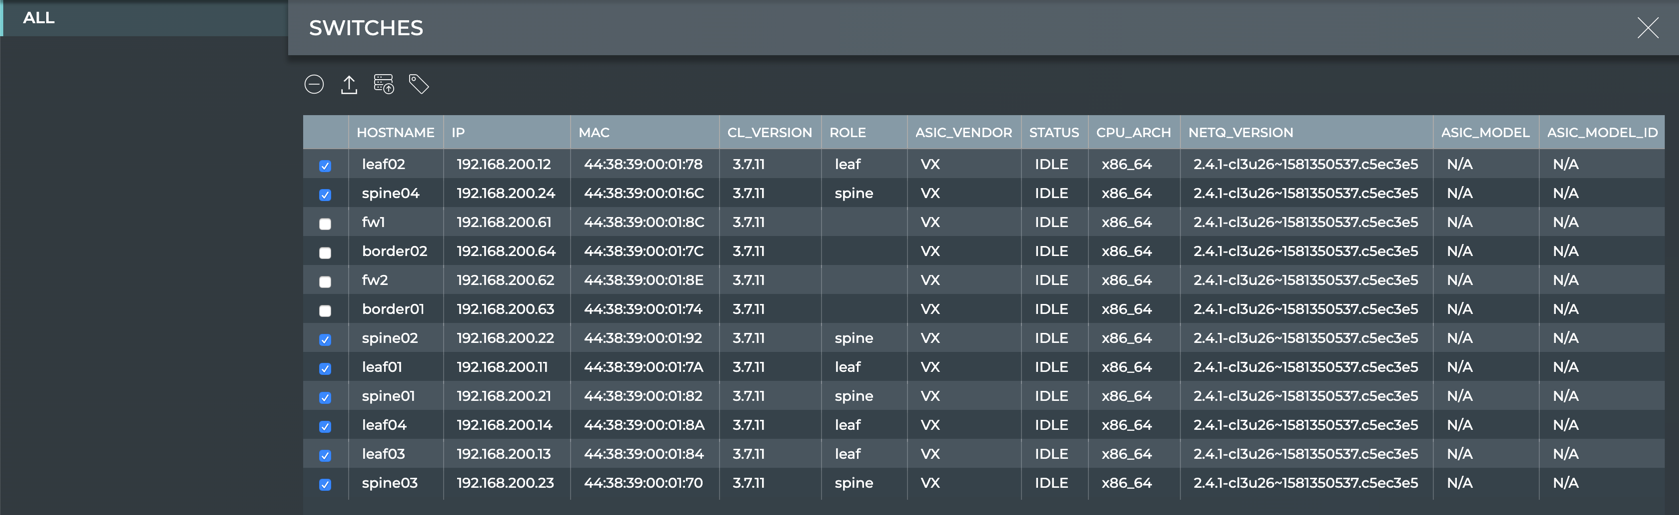 ALL
SWITCHES
HOSTNAME IP MAC CL_VERSION ROLE ASIC_VENDOR STATUS CPU_ARCH NETQ_VERSION ASIC_MODEL ASIC_MODEL_ID
leaf02 192.168.200.12 44:38:39:00:01:78 3.7.11 leaf VX IDLE x86_64 2.4.1-cl3u26~1581350537.c5ec3e5 N/A N/A
spine04 192.168.200.24 44:38:39:00:01:6C 3.7.11 spine VX IDLE x86_64 2.4.1-cl3u26~1581350537.c5ec3e5 N/A N/A
fw1 192.168.200.61 44:38:39:00:01:8C 3.7.11 VX IDLE x86_64 2.4.1-cl3u26~1581350537.c5ec3e5 N/A N/A
border02 192.168.200.64 44:38:39:00:01:7C 3.7.11 VX IDLE x86_64 2.4.1-cl3u26~1581350537.c5ec3e5 N/A N/A
fw2 192.168.200.62 44:38:39:00:01:8E 3.7.11 VX IDLE x86_64 2.4.1-cl3u26~1581350537.c5ec3e5 N/A N/A
border01 192.168.200.63 44:38:39:00:01:74 3.7.11 VX IDLE x86_64 2.4.1-cl3u26~1581350537.c5ec3e5 N/A N/A
spine02 192.168.200.22 44:38:39:00:01:92 3.7.11 spine VX IDLE x86_64 2.4.1-cl3u26~1581350537.c5ec3e5 N/A N/A
leaf01 192.168.200.11 44:38:39:00:01:7A 3.7.11 leaf VX IDLE x86_64 2.4.1-cl3u26~1581350537.c5ec3e5 N/A N/A
spine01 192.168.200.21 44:38:39:00:01:82 3.7.11 spine VX IDLE x86_64 2.4.1-cl3u26~1581350537.c5ec3e5 N/A N/A
leaf04 192.168.200.14 44:38:39:00:01:8A 3.7.11 leaf VX IDLE x86_64 2.4.1-cl3u26~1581350537.c5ec3e5 N/A N/A
leaf03 192.168.200.13 44:38:39:00:01:84 3.7.11 leaf VX IDLE x86_64 2.4.1-cl3u26~1581350537.c5ec3e5 N/A N/A
spine03 192.168.200.23 44:38:39:00:01:70 3.7.11 spine VX IDLE x86_64 2.4.1-cl3u26~1581350537.c5ec3e5 N/A N/A